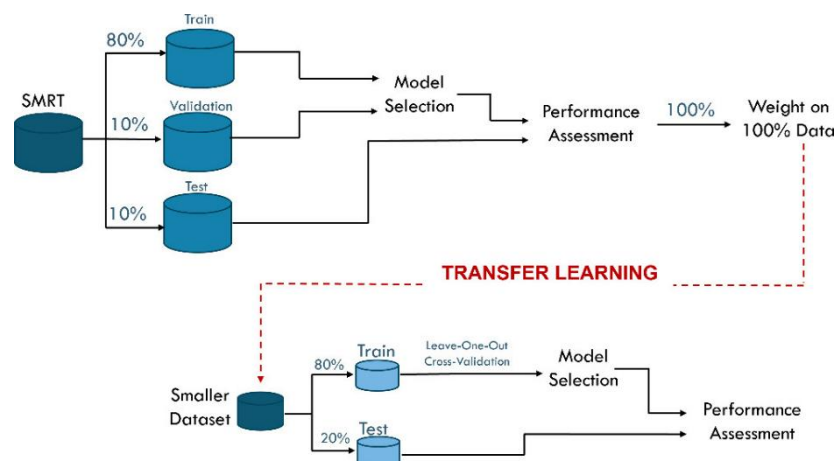 Train
80%
SMRT
Validation
10%
Test
10%
Model
Selection
Performance
Assessment
100%
Weight on
100% Data
TRANSFER LEARNING
Smaller
Dataset
Train
80%
Leave-One-Out
Cross-Validation
Model
Selection
Test
20%
Performance
Assessment